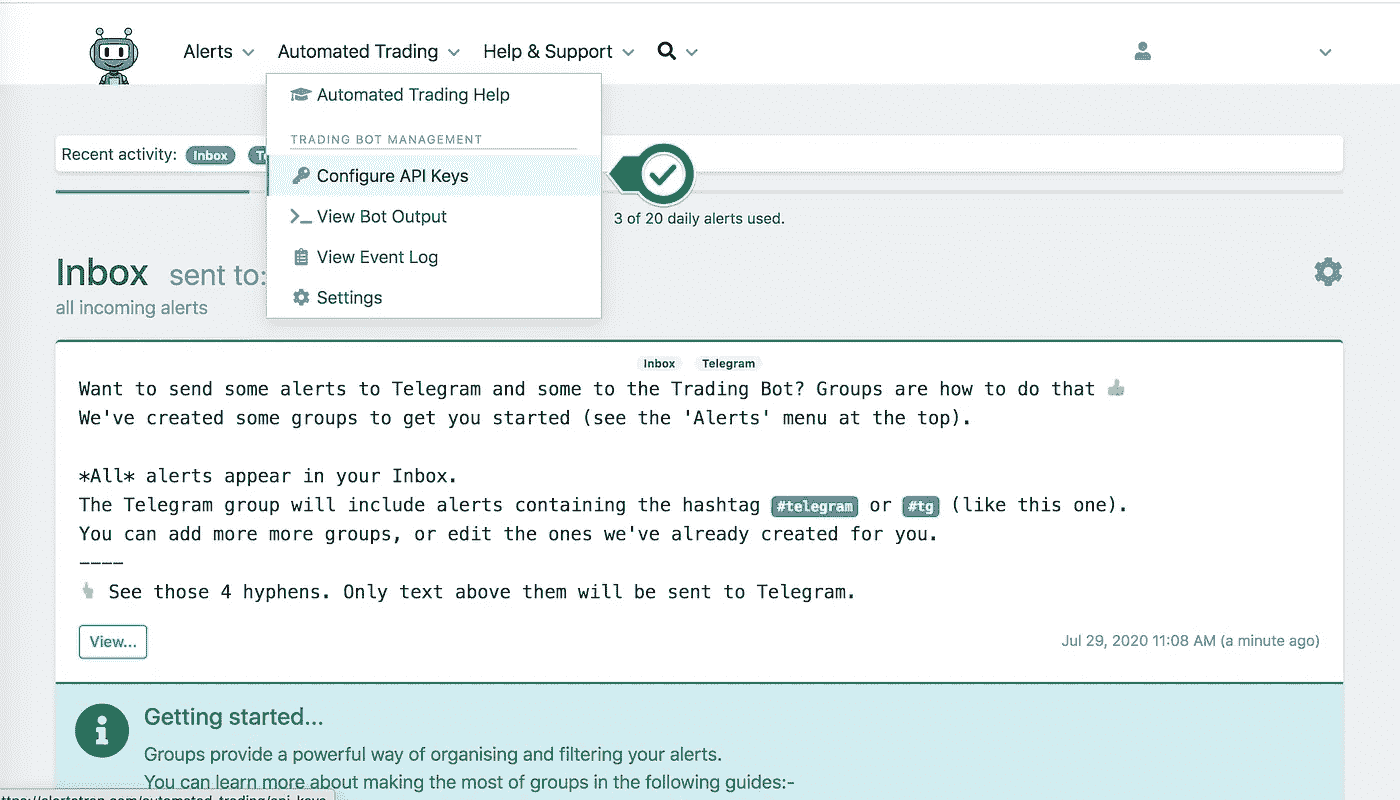 Alerts Automated Trading Help & Support
Automated Trading Help
TRADING BOT MANAGEMENT
Recent activity: Inbox
Configure API Keys
View Bot Output
3 of 20 daily alerts used.
View Event Log
Inbox sent to:
Settings
all incoming alerts
Inbox Telegram
Want to send some alerts to Telegram and some to the Trading Bot? Groups are how to do that
We've created some groups to get you started (see the 'Alerts' menu at the top).
*All* alerts appear in your Inbox.
The Telegram group will include alerts containing the hashtag #telegram or #tg (like this one).
You can add more more groups, or edit the ones we've already created for you.
----
See those 4 hyphens. Only text above them will be sent to Telegram.
View... Jul 29, 2020 11:08 AM (a minute ago)
Getting started...
Groups provide a powerful way of organising and filtering your alerts.
You can learn more about making the most of groups in the following guides:-